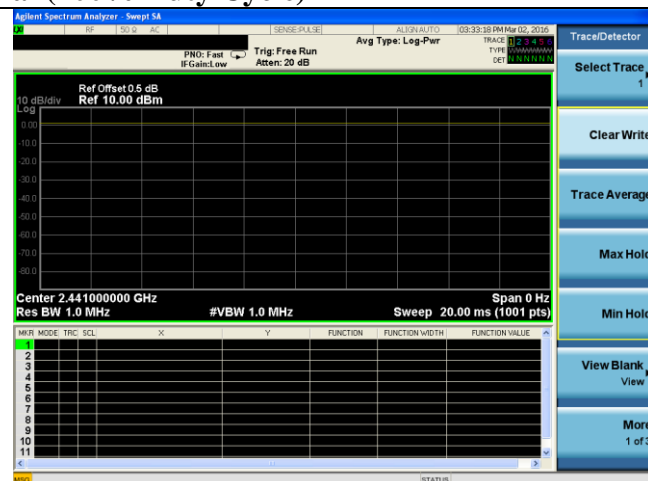 Agilent Spectrum Analyzer - Swept SA
RF 50 Ω AC SENSE:PULSE ALIGN AUTO 03:33:18 PM Mar 02, 2016
Avg Type: Log-Pwr TRACE 1 2 3 4 5 6
PNO: Fast Trig: Free Run TYPE
IFGain:Low Atten: 20 dB DET N N N N N N
Ref Offset 0.5 dB
10 dB/div Ref 10.00 dBm
Log
0.00
-10.0
-20.0
-30.0
-40.0
-50.0
-60.0
-70.0
-80.0
Center 2.441000000 GHz Span 0 Hz
Res BW 1.0 MHz #VBW 1.0 MHz Sweep 20.00 ms (1001 pts)
MKR MODE TRC SCL X Y FUNCTION FUNCTION WIDTH FUNCTION VALUE
1
2
3
4
5
6
7
8
9
10
11
MSG STATUS
Trace/Detector
Select Trace
1
Clear Write
Trace Average
Max Hold
Min Hold
View Blank
View
More
1 of 3